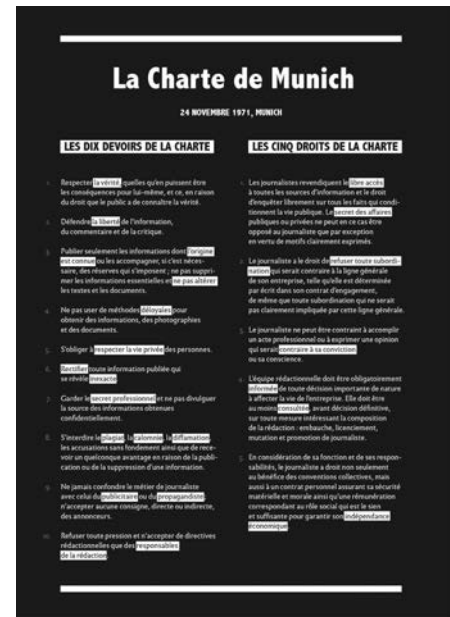 La Charte de Munich
24 NOVEMBRE 1971, MUNICH
LES DIX DEVOIRS DE LA CHARTE
1. Respecter la vérité, quelles qu'en puissent être
les conséquences pour lui-même, et ce, en raison
du droit que le public a de connaître la vérité.
2. Défendre la liberté de l'information,
du commentaire et de la critique.
3. Publier seulement les informations dont l'origine
est connue ou les accompagner, si c'est néces-
saire, des réserves qui s'imposent ; ne pas suppri-
mer les informations essentielles et ne pas altérer
les textes et les documents.
4. Ne pas user de méthodes déloyales pour
obtenir des informations, des photographies
et des documents.
5. S'obliger à respecter la vie privée des personnes.
6. Rectifier toute information publiée qui
se révèle inexacte
7. Garder le secret professionnel et ne pas divulguer
la source des informations obtenues
confidentiellement.
8. S'interdire le plagiat, la calomnie, la diffamation
les accusations sans fondement ainsi que de rece-
voir un quelconque avantage en raison de la publi-
cation ou de la suppression d'une information.
9. Ne jamais confondre le métier de journaliste
avec celui du publicitaire ou du propagandiste
n'accepter aucune consigne, directe ou indirecte,
des annonceurs.
10. Refuser toute pression et n'accepter de directives
rédactionnelles que des responsables
de la rédaction
LES CINQ DROITS DE LA CHARTE
1. Les journalistes revendiquent le libre accès
à toutes les sources d'information et le droit
d'enquêter librement sur tous les faits qui condi-
tionnent la vie publique. Le secret des affaires
publiques ou privées ne peut en ce cas être
opposé au journaliste que par exception
en vertu de motifs clairement exprimés.
2. Le journaliste a le droit de refuser toute subordi-
nation qui serait contraire à la ligne générale
de son entreprise, telle qu'elle est déterminée
par écrit dans son contrat d'engagement,
de même que toute subordination qui ne serait
pas clairement impliquée par cette ligne générale.
3. Le journaliste ne peut être contraint à accomplir
un acte professionnel ou à exprimer une opinion
qui serait contraire à sa conviction
ou sa conscience.
4. L'équipe rédactionnelle doit être obligatoirement
informée de toute décision importante de nature
à affecter la vie de l'entreprise. Elle doit être
au moins consultée, avant décision définitive,
sur toute mesure intéressant la composition
de la rédaction : embauche, licenciement,
mutation et promotion de journaliste.
5. En considération de sa fonction et de ses respon-
sabilités, le journaliste a droit non seulement
au bénéfice des conventions collectives, mais
aussi à un contrat personnel assurant sa sécurité
matérielle et morale ainsi qu'une rémunération
correspondant au rôle social qui est le sien
et suffisante pour garantir son indépendance
économique